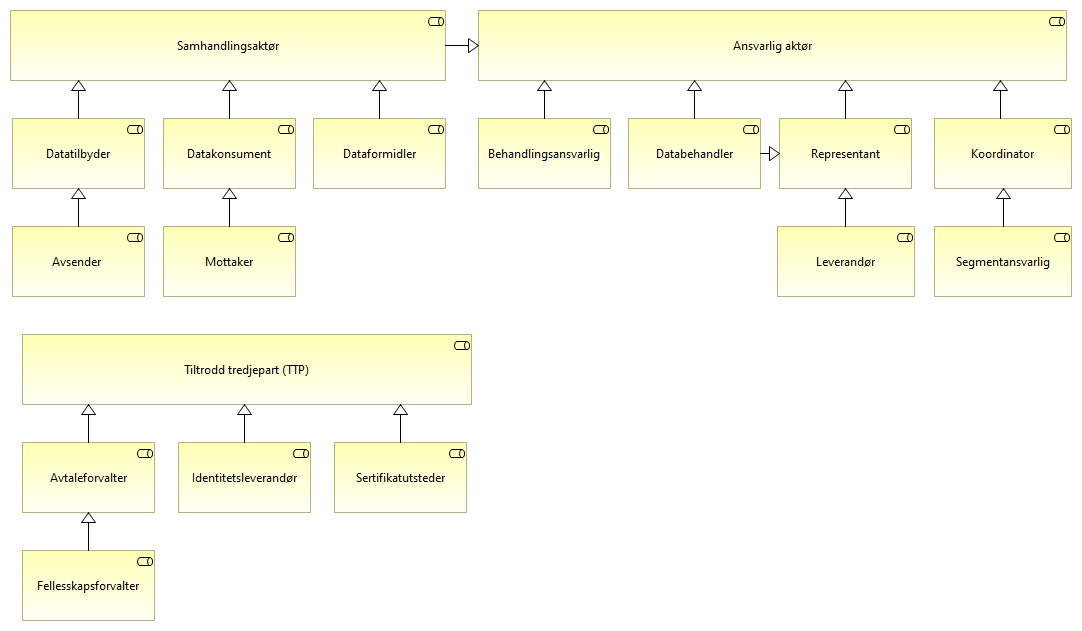 Samhandlingsaktør
Ansvarlig aktør
Datatilbyder
Datakonsument
Dataformidler
Behandlingsansvarlig
Databehandler
Representant
Koordinator
Avsender
Mottaker
Leverandør
Segmentansvarlig
Tiltrodd tredjepart (TTP)
Avtaleforvalter
Identitetsleverandør
Sertifikatutsteder
Fellesskapsforvalter